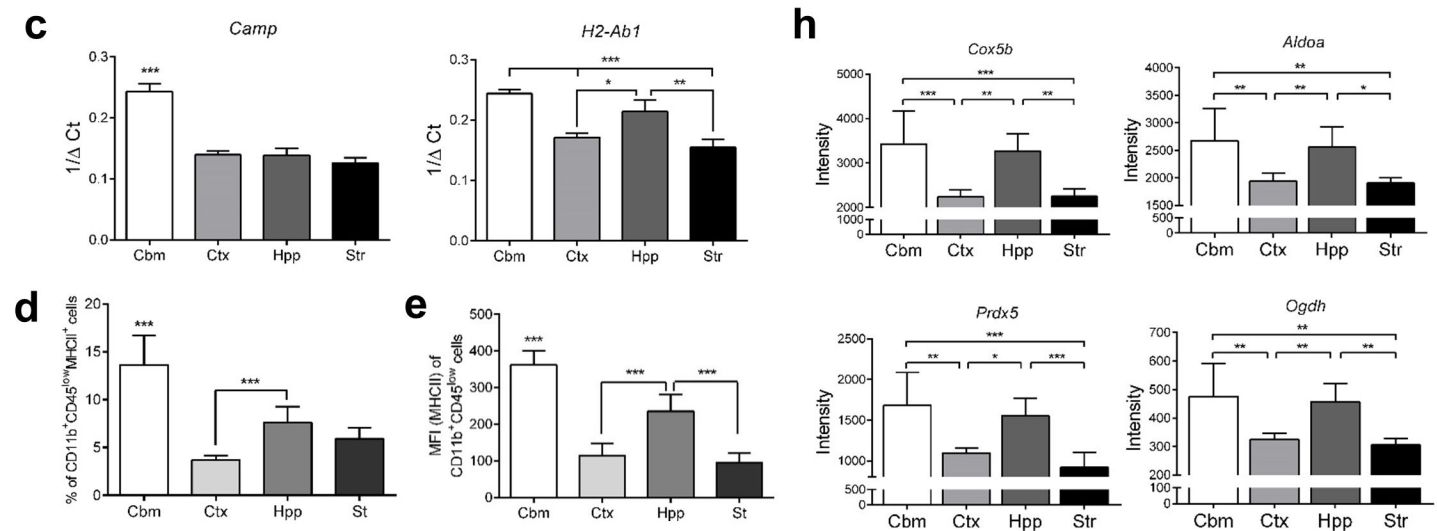 c
Camp
***
0.3
0.2
0.1
0.0
1/Δ Ct
Cbm Ctx Hpp Str
H2-Ab1
***
* **
0.3
0.2
0.1
0.0
1/Δ Ct
Cbm Ctx Hpp Str
d
***
***
20
15
10
5
0
% of CD11b+CD45lowMHCII+ cells
Cbm Ctx Hpp St
e
***
*** ***
500
400
300
200
100
0
MFI (MHCII) of
CD11b+CD45low cells
Cbm Ctx Hpp St
h
Cox5b
***
*** ** **
5000
4000
3000
2000
1000
0
Intensity
Cbm Ctx Hpp Str
Aldoa
**
** ** *
4000
3500
3000
2500
2000
1500
500
0
Intensity
Cbm Ctx Hpp Str
Prdx5
***
** * ***
2500
2000
1500
1000
500
0
Intensity
Cbm Ctx Hpp Str
Ogdh
**
** ** **
700
600
500
400
300
200
100
0
Intensity
Cbm Ctx Hpp Str